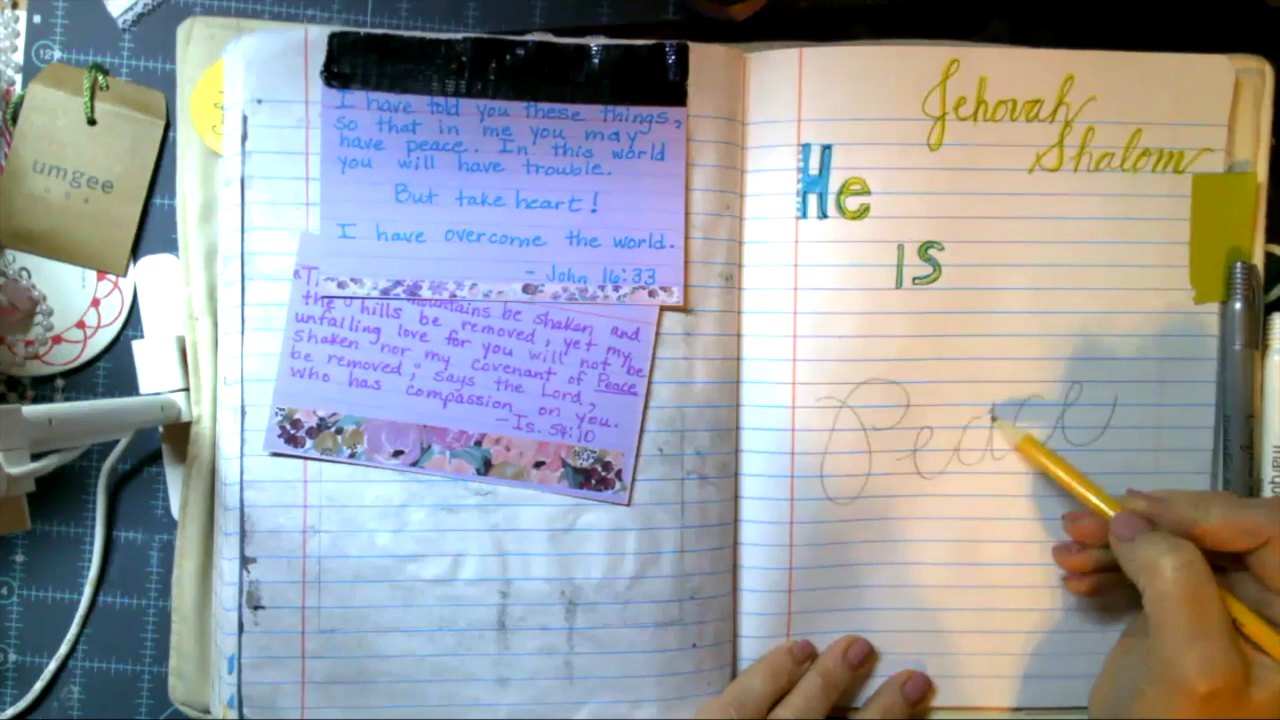 I have told you these things,
so that in me you may
have peace. In this world
you will have trouble.
But take heart!
I have overcome the world.
- John 16:33
mountains be shaken and
the hills be removed, yet my
unfailing love for you will not be
shaken nor my covenant of Peace
be removed," says the Lord,
who has compassion on you.
- Is. 54:10
Jehovah
Shalom
He
is
Peace
umgee
USA
12
4